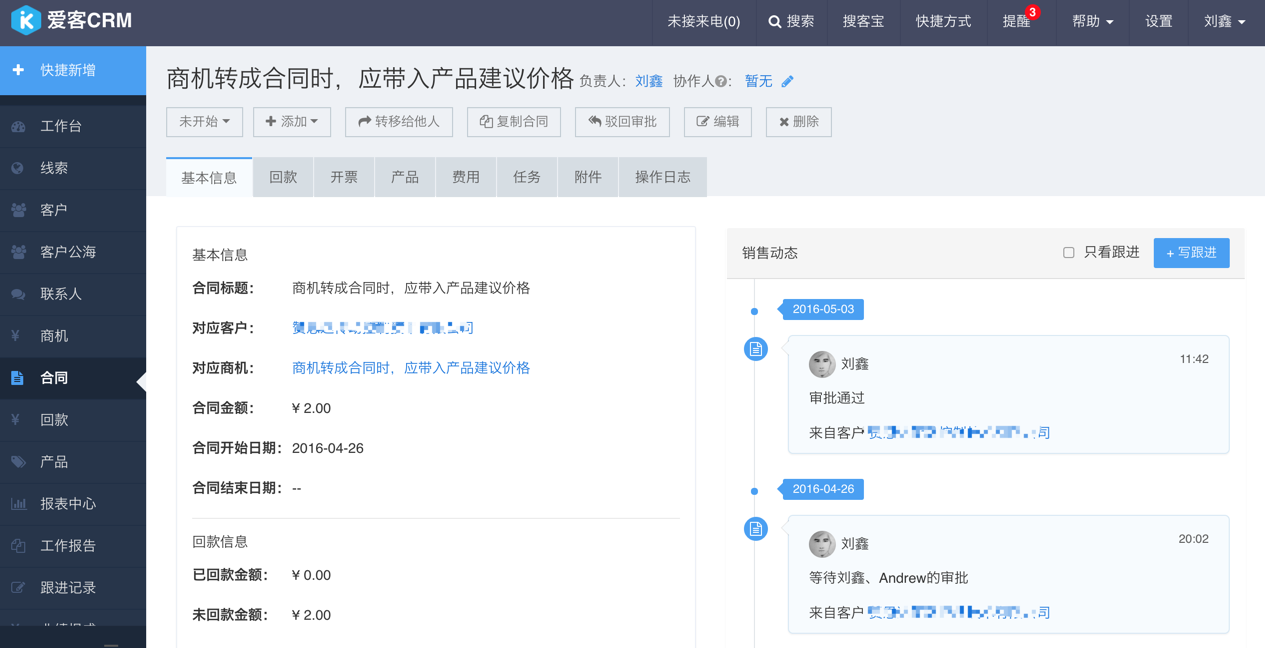 爱客CRM
未接来电(0)
搜索
搜客宝
快捷方式
提醒
3
帮助
设置
刘鑫
快捷新增
工作台
线索
客户
客户公海
联系人
¥ 商机
合同
¥ 回款
产品
报表中心
工作报告
跟进记录
商机转成合同时，应带入产品建议价格 负责人： 刘鑫 协作人?： 暂无
未开始
添加
转移给他人
复制合同
驳回审批
编辑
删除
基本信息
回款
开票
产品
费用
任务
附件
操作日志
基本信息
合同标题： 商机转成合同时，应带入产品建议价格
对应客户：
对应商机： 商机转成合同时，应带入产品建议价格
合同金额： ¥ 2.00
合同开始日期： 2016-04-26
合同结束日期： --
回款信息
已回款金额： ¥ 0.00
未回款金额： ¥ 2.00
销售动态
只看跟进
+ 写跟进
2016-05-03
刘鑫
11:42
审批通过
来自客户 司
2016-04-26
刘鑫
20:02
等待刘鑫、Andrew的审批
来自客户 司